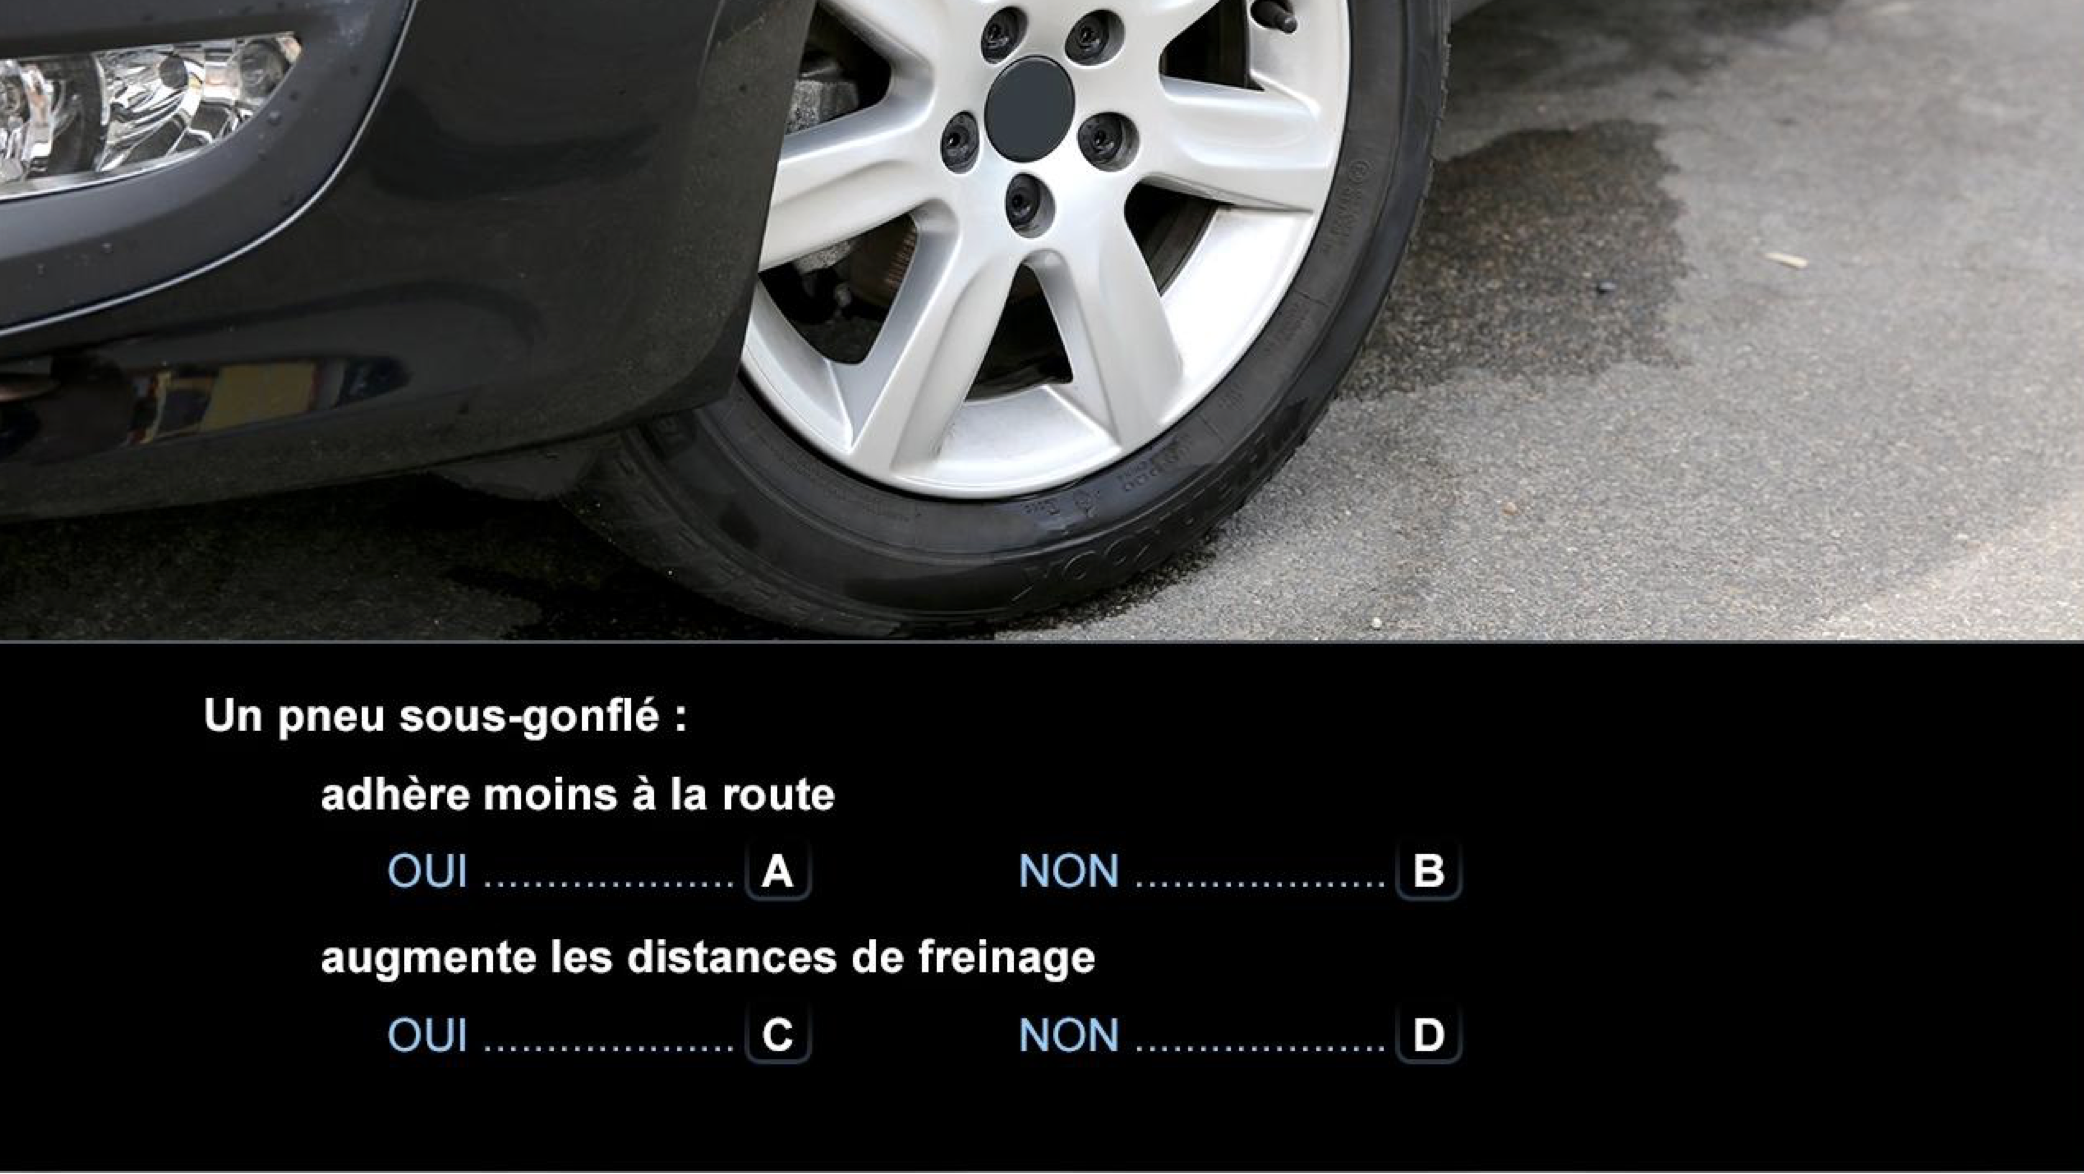 Un pneu sous-gonflé :
adhère moins à la route
OUI .................... A NON .................... B
augmente les distances de freinage
OUI .................... C NON .................... D